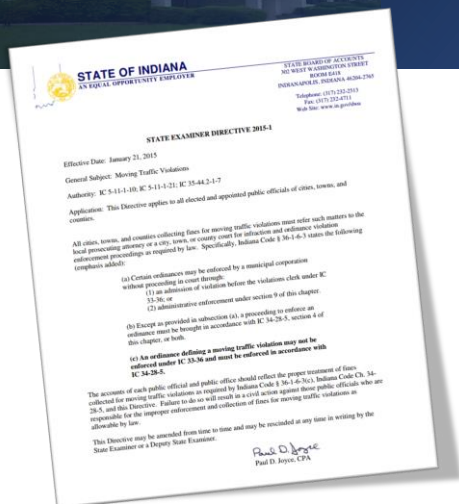 STATE OF INDIANA
AN EQUAL OPPORTUNITY EMPLOYER
STATE BOARD OF ACCOUNTS
302 WEST WASHINGTON STREET
ROOM E418
INDIANAPOLIS, INDIANA 46204-2765
Telephone: (317) 232-2513
Fax: (317) 232-4711
Web Site: www.in.gov/sboa
STATE EXAMINER DIRECTIVE 2015-1
Effective Date: January 21, 2015
General Subject: Moving Traffic Violations
Authority: IC 5-11-1-10; IC 5-11-1-21; IC 35-44.2-1-7
Application: This Directive applies to all elected and appointed public officials of cities, towns, and
counties.
All cities, towns, and counties collecting fines for moving traffic violations must refer such matters to the
local prosecuting attorney or a city, town, or county court for infraction and ordinance violation
enforcement proceedings as required by law. Specifically, Indiana Code § 36-1-6-3 states the following
(emphasis added):
(a) Certain ordinances may be enforced by a municipal corporation
without proceeding in court through:
(1) an admission of violation before the violations clerk under IC
33-36; or
(2) administrative enforcement under section 9 of this chapter.
(b) Except as provided in subsection (a), a proceeding to enforce an
ordinance must be brought in accordance with IC 34-28-5, section 4 of
this chapter, or both.
(c) An ordinance defining a moving traffic violation may not be
enforced under IC 33-36 and must be enforced in accordance with
IC 34-28-5.
The accounts of each public official and public office should reflect the proper treatment of fines
collected for moving traffic violations as required by Indiana Code § 36-1-6-3(c), Indiana Code Ch. 34-
28-5, and this Directive. Failure to do so will result in a civil action against those public officials who are
responsible for the improper enforcement and collection of fines for moving traffic violations as
allowable by law.
This Directive may be amended from time to time and may be rescinded at any time in writing by the
State Examiner or a Deputy State Examiner.
Paul D. Joyce
Paul D. Joyce, CPA